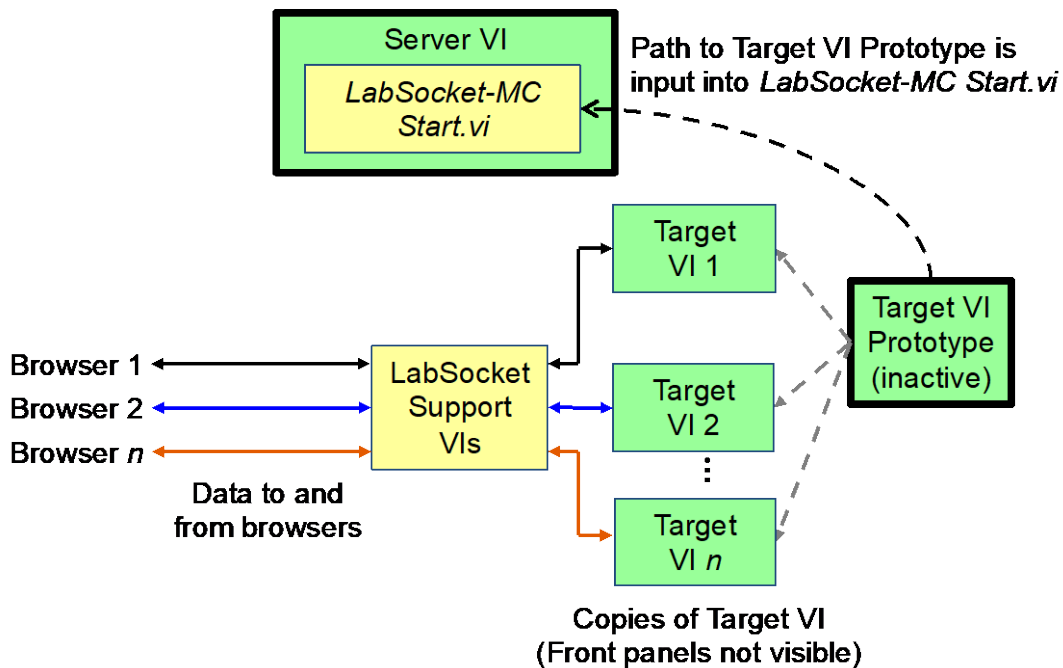 Server VI
LabSocket-MC
Start.vi
Path to Target VI Prototype is
input into LabSocket-MC Start.vi
Target
VI 1
Target VI
Prototype
(inactive)
Browser 1
Browser 2
Browser n
LabSocket
Support
VIs
Target
VI 2
...
Data to and
from browsers
Target
VI n
Copies of Target VI
(Front panels not visible)